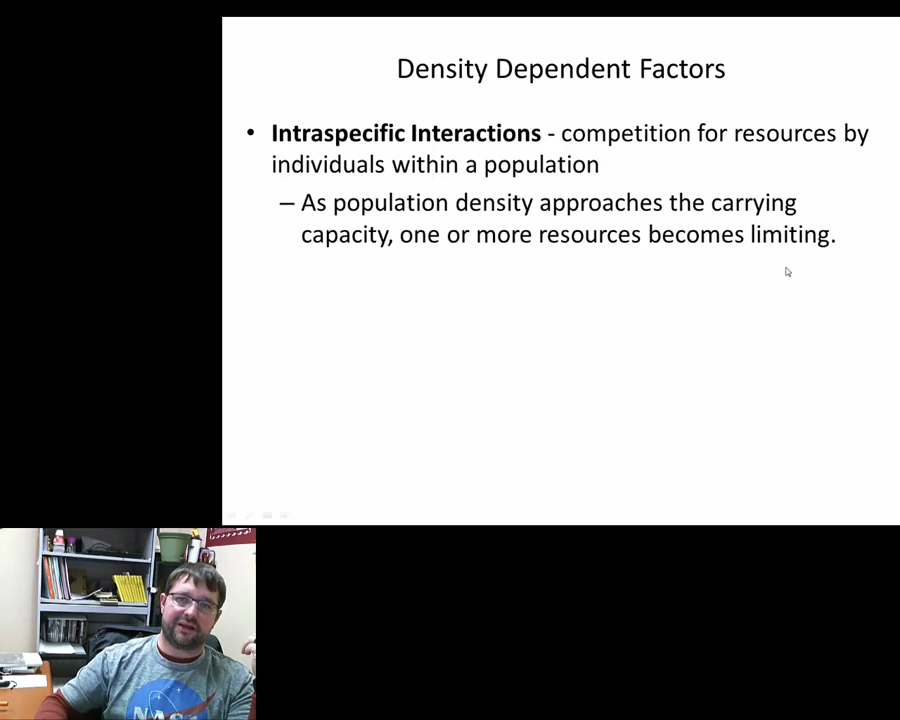 Density Dependent Factors
• Intraspecific Interactions - competition for resources by
individuals within a population
– As population density approaches the carrying
capacity, one or more resources becomes limiting.
NASA